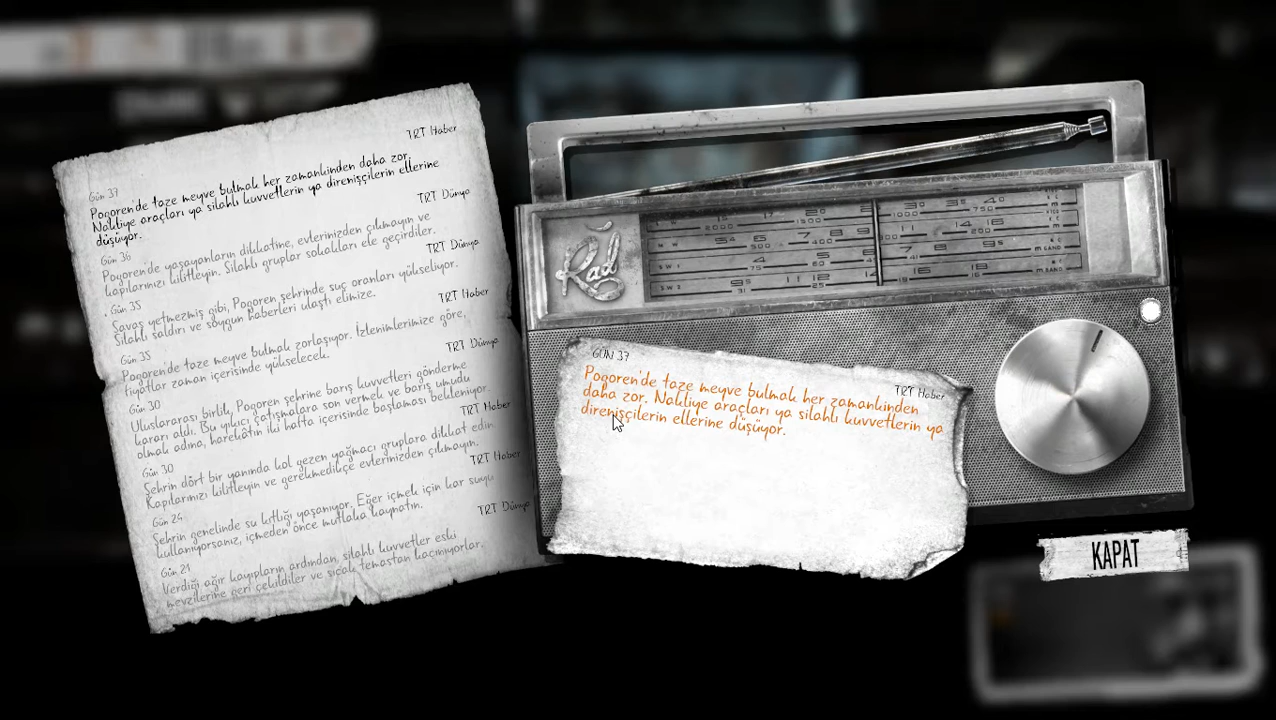 TRT Haber
Gün 37
Pogoren'de taze meyve bulmak her zamankinden daha zor.
Nakliye araçları ya silahlı kuvvetlerin ya direnişçilerin ellerine
düşüyor.
TRT Dünya
Gün 36
Pogoren'de yaşayanların dikkatine, evlerinizden çıkmayın ve
kapılarınızı kilitleyin. Silahlı gruplar sokakları ele geçirdiler.
TRT Dünya
Gün 35
Savaş yetmezmiş gibi, Pogoren şehrinde suç oranları yükseliyor.
Silahlı saldırı ve soygun haberleri ulaştı elimize.
TRT Haber
Gün 35
Pogoren'de taze meyve bulmak zorlaşıyor. İzlenimlerimize göre,
fiyatlar zaman içerisinde yükselecek.
TRT Dünya
Gün 30
Uluslararası birlik, Pogoren şehrine barış kuvvetleri gönderme
kararı aldı. Bu yıkıcı çatışmalara son vermek ve barış umudu
olmak adına, harekâtın iki hafta içerisinde başlaması bekleniyor.
TRT Haber
Gün 30
Şehrin dört bir yanında kol gezen yağmacı gruplara dikkat edin.
Kapılarınızı kilitleyin ve gerekmedikçe evlerinizden çıkmayın.
TRT Haber
Gün 24
Şehrin genelinde su kıtlığı yaşanıyor. Eğer içmek için kar suyu
kullanıyorsanız, içmeden önce mutlaka kaynatın.
TRT Dünya
Gün 21
Verdiği ağır kayıpların ardından, silahlı kuvvetler eski
mevzilerine geri çekildiler ve sıcak temastan kaçınıyorlar.
Rad
GÜN 37
TRT Haber
Pogoren'de taze meyve bulmak her zamankinden
daha zor. Nakliye araçları ya silahlı kuvvetlerin ya
direnişçilerin ellerine düşüyor.
KAPAT